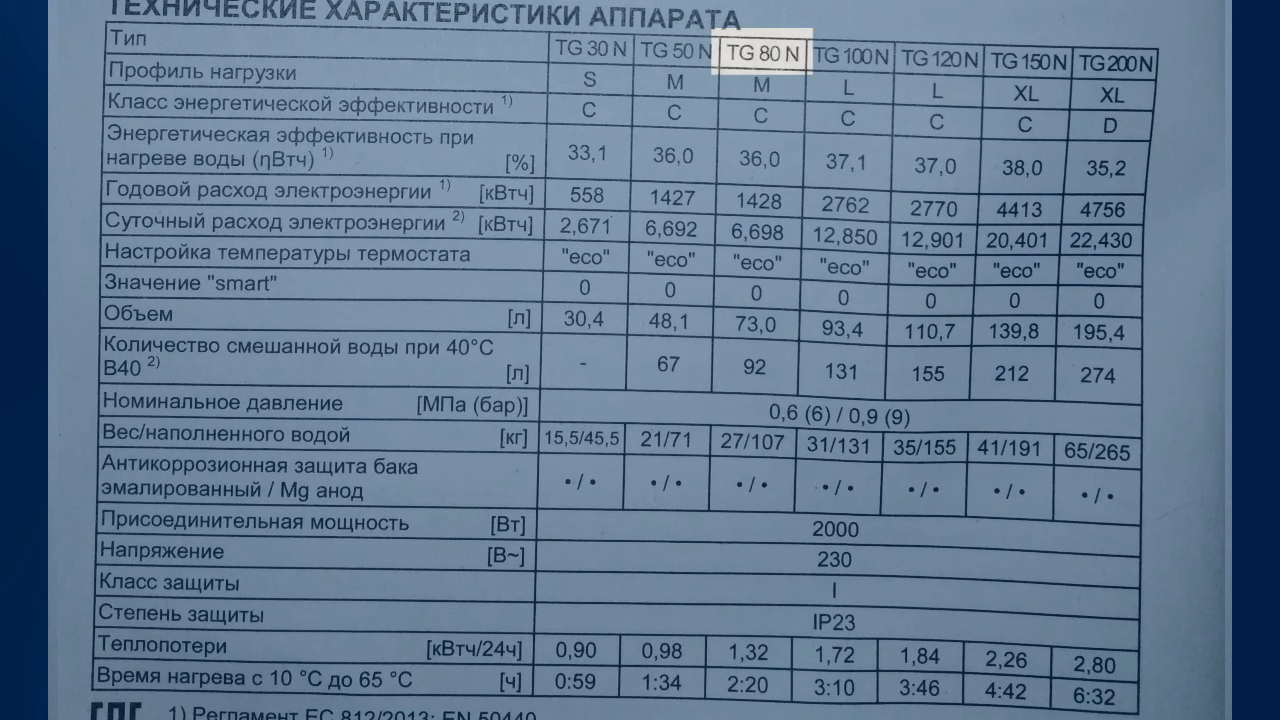 ТЕХНИЧЕСКИЕ ХАРАКТЕРИСТИКИ АППАРАТА
Тип TG 30 N TG 50 N TG 80 N TG 100 N TG 120 N TG 150 N TG 200 N
Профиль нагрузки S M M L L XL XL
Класс энергетической эффективности 1) C C C C C C D
Энергетическая эффективность при
нагреве воды (ηВтч) 1) [%] 33,1 36,0 36,0 37,1 37,0 38,0 35,2
Годовой расход электроэнергии 1) [кВтч] 558 1427 1428 2762 2770 4413 4756
Суточный расход электроэнергии 2) [кВтч] 2,671 6,692 6,698 12,850 12,901 20,401 22,430
Настройка температуры термостата "eco" "eco" "eco" "eco" "eco" "eco" "eco"
Значение "smart" 0 0 0 0 0 0 0
Объем [л] 30,4 48,1 73,0 93,4 110,7 139,8 195,4
Количество смешанной воды при 40°C
В40 2) [л] - 67 92 131 155 212 274
Номинальное давление [МПа (бар)] 0,6 (6) / 0,9 (9)
Вес/наполненного водой [кг] 15,5/45,5 21/71 27/107 31/131 35/155 41/191 65/265
Антикоррозионная защита бака
эмалированный / Mg анод •/• •/• •/• •/• •/• •/• •/•
Присоединительная мощность [Вт] 2000
Напряжение [В~] 230
Класс защиты I
Степень защиты IP23
Теплопотери [кВтч/24ч] 0,90 0,98 1,32 1,72 1,84 2,26 2,80
Время нагрева с 10 °C до 65 °C [ч] 0:59 1:34 2:20 3:10 3:46 4:42 6:32
1) Регламент ЕС 812/2013; EN 50440